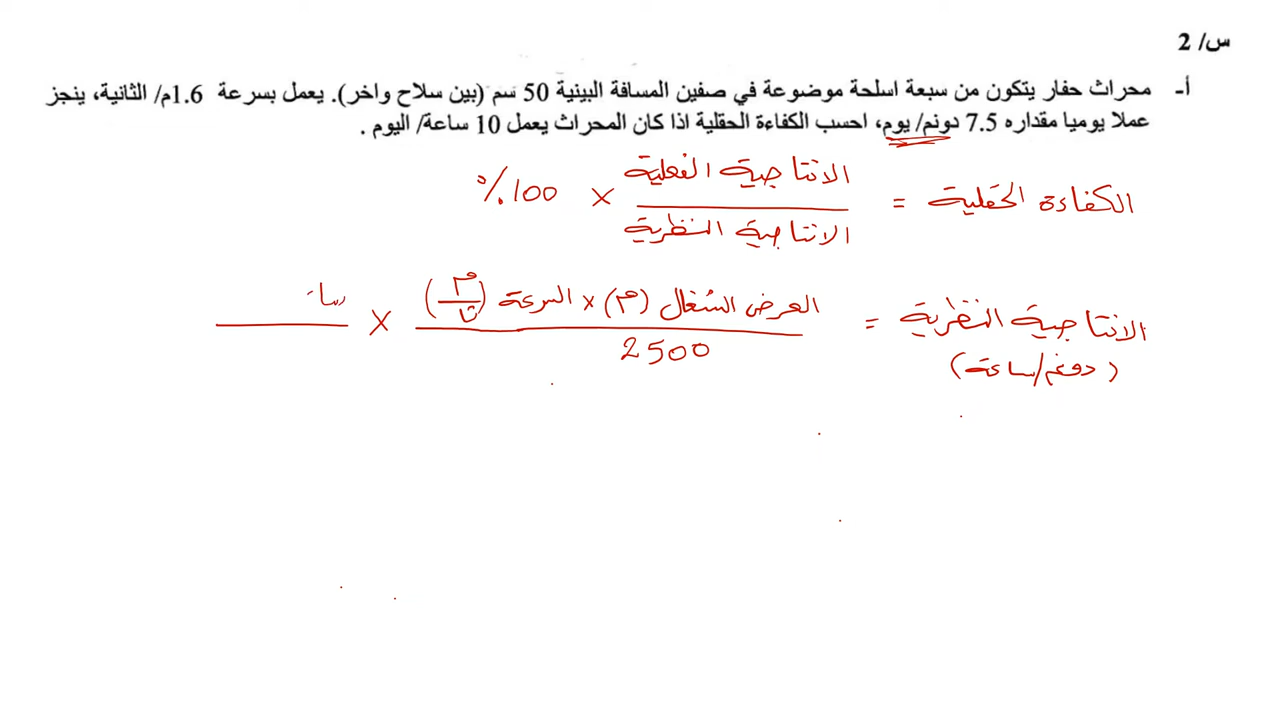 س/ 2
أ- محراث حفار يتكون من سبعة اسلحة موضوعة في صفين المسافة البينية 50 سم (بين سلاح واخر). يعمل بسرعة 1.6م/ الثانية، ينجز
عملا يوميا مقداره 7.5 دونم/ يوم، احسب الكفاءة الحقلية اذا كان المحراث يعمل 10 ساعة/ اليوم .
الكفاءة الحقلية = الانتاجية الفعلية / الانتاجية النظرية × 100 %
الانتاجية النظرية = العرض الشغال (م) × السرعة (م/ثا) / 2500 ×
(دونم/ساعة)